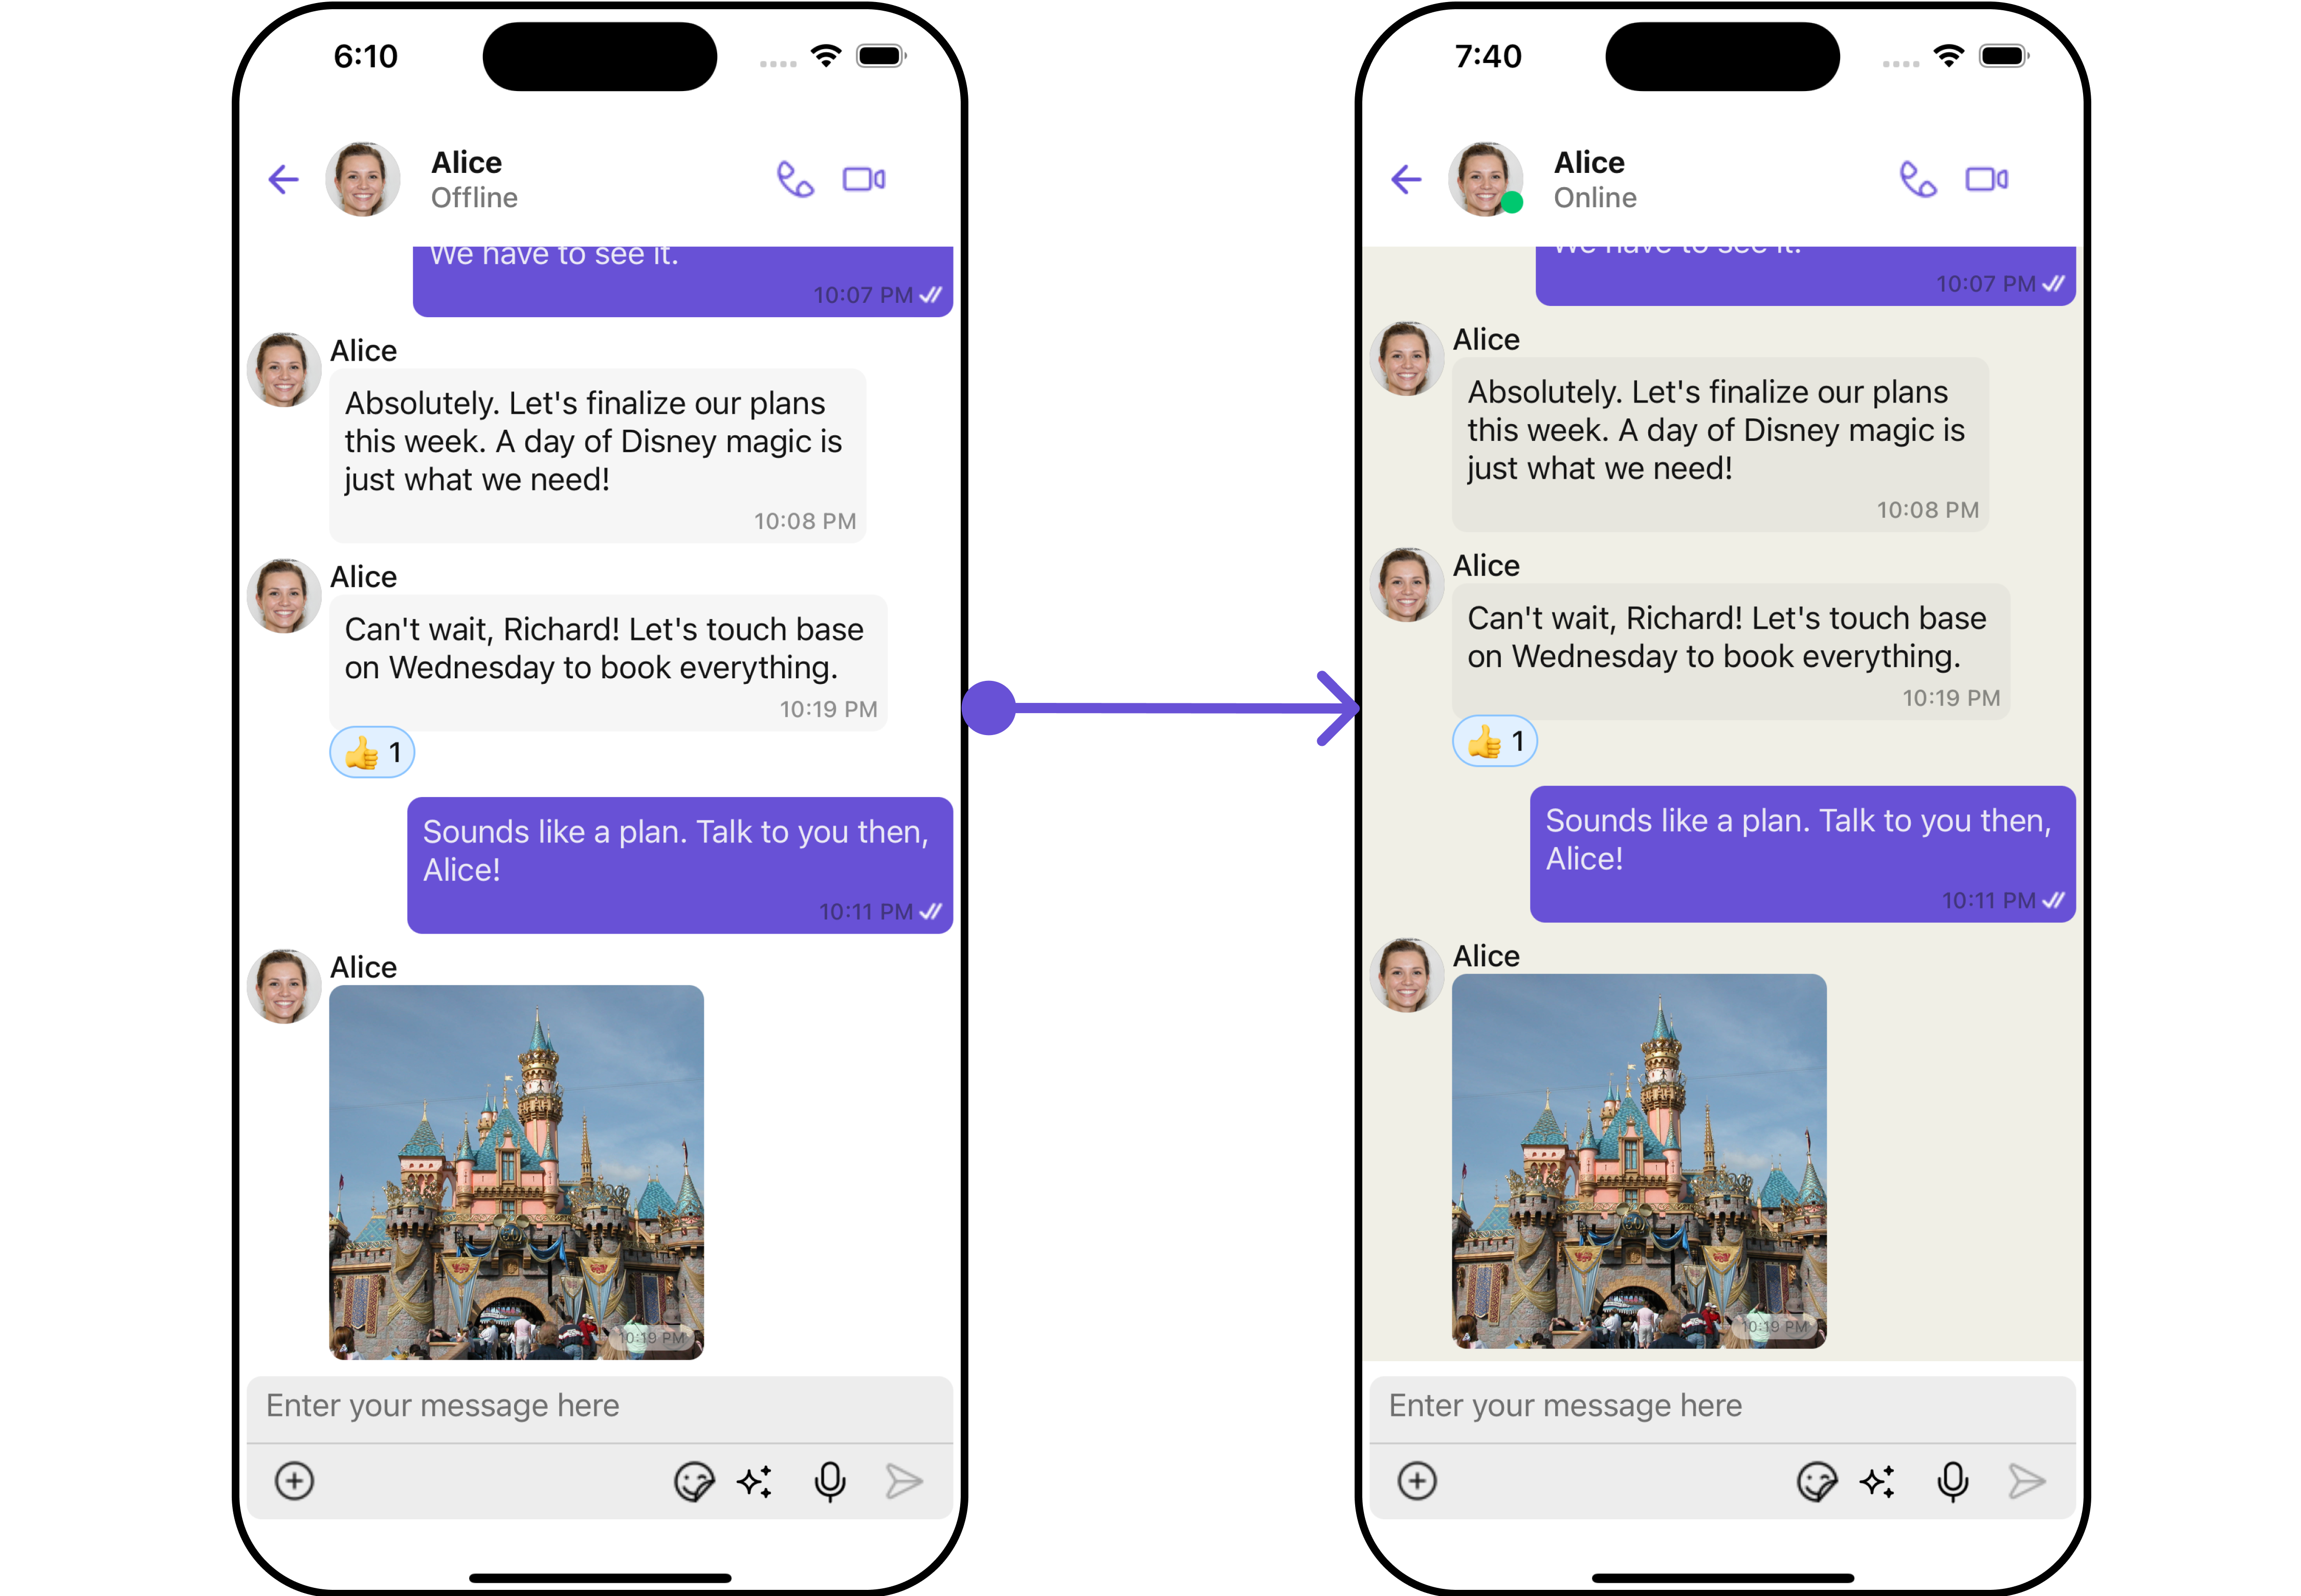 6:10
Alice
Offline
We have to see it.
10:07 PM
Alice
Absolutely. Let's finalize our plans
this week. A day of Disney magic is
just what we need!
10:08 PM
Alice
Can't wait, Richard! Let's touch base
on Wednesday to book everything.
10:19 PM
👍 1
Sounds like a plan. Talk to you then,
Alice!
10:11 PM
Alice
10:19 PM
Enter your message here
7:40
Alice
Online
We have to see it.
10:07 PM
Alice
Absolutely. Let's finalize our plans
this week. A day of Disney magic is
just what we need!
10:08 PM
Alice
Can't wait, Richard! Let's touch base
on Wednesday to book everything.
10:19 PM
👍 1
Sounds like a plan. Talk to you then,
Alice!
10:11 PM
Alice
10:19 PM
Enter your message here